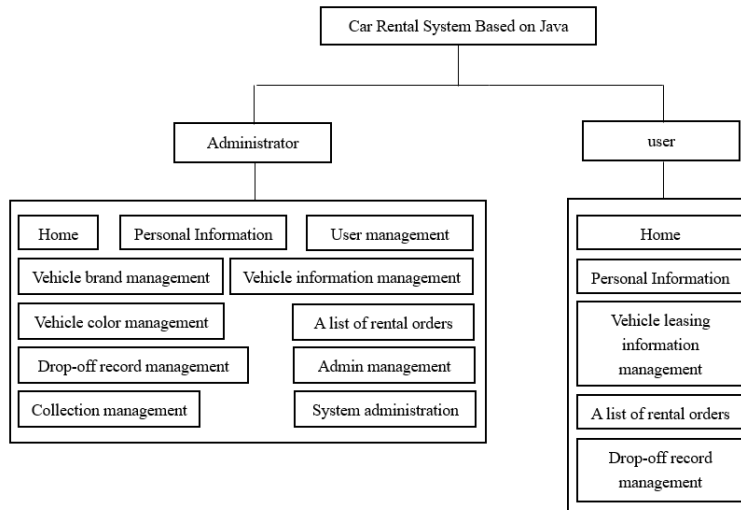 Car Rental System Based on Java
Administrator
user
Home
Personal Information
User management
Vehicle brand management
Vehicle information management
Vehicle color management
A list of rental orders
Drop-off record management
Admin management
Collection management
System administration
Home
Personal Information
Vehicle leasing
information
management
A list of rental orders
Drop-off record
management